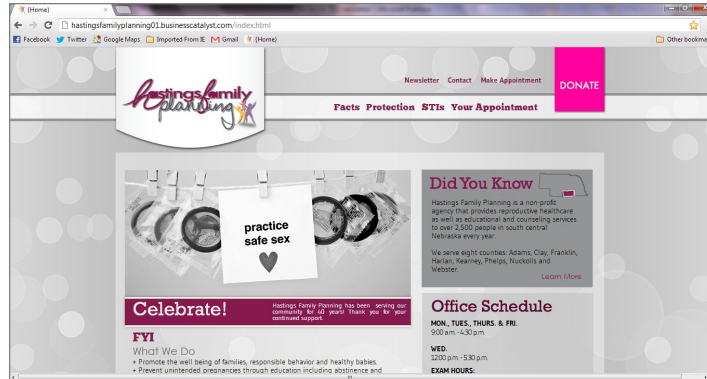 {Home}
hastingsfamilyplanning01.businesscatalyst.com/index.html
Facebook Twitter Google Maps Imported From IE Gmail {Home} Other bookma
hastings family
planning
Newsletter Contact Make Appointment
DONATE
Facts Protection STIs Your Appointment
practice
safe sex
Celebrate!
Hastings Family Planning has been serving our
community for 40 years! Thank you for your
continued support.
FYI
What We Do
+ Promote the well being of families, responsible behavior and healthy babies.
+ Prevent unintended pregnancies through education including abstinence and
Did You Know
Hastings Family Planning is a non-profit
agency that provides reproductive healthcare
as well as educational and counseling services
to over 2,500 people in south central
Nebraska every year.
We serve eight counties: Adams, Clay, Franklin,
Harlan, Kearney, Phelps, Nuckolls and
Webster.
Learn More
Office Schedule
MON., TUES., THURS. & FRI.
9:00 a.m. - 4:30 p.m.
WED.
12:00 p.m. - 5:30 p.m.
EXAM HOURS: